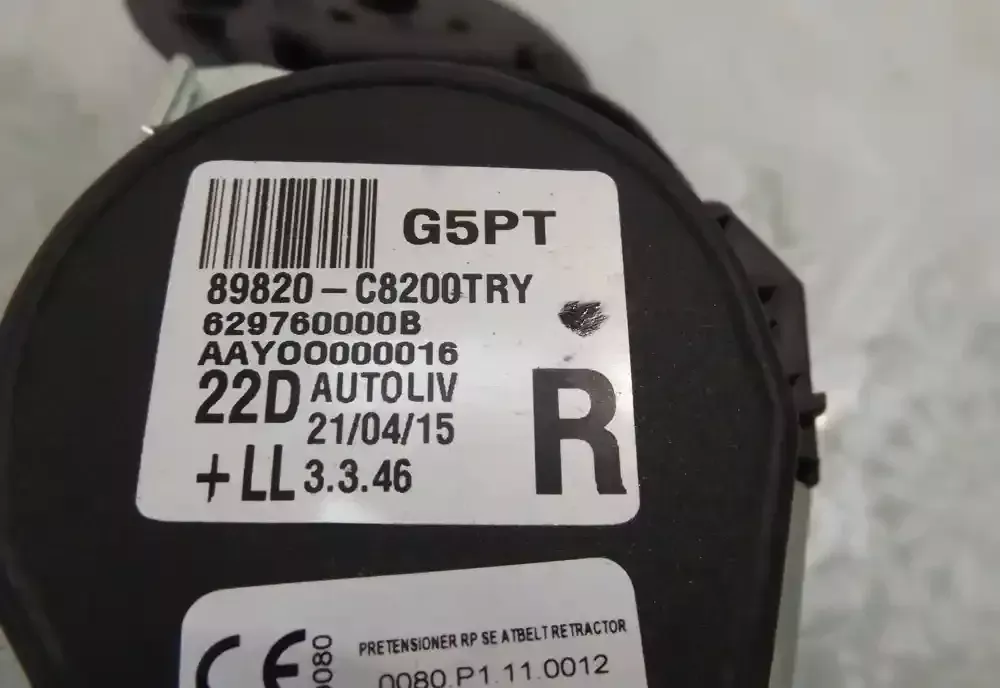 G5PT
89820-C8200TRY
629760000B
AAY00000016
22D AUTOLIV
21/04/15
R
+LL 3.3.46
CE 0080
PRETENSIONER RP SEATBELT RETRACTOR
0080.P1.11.0012